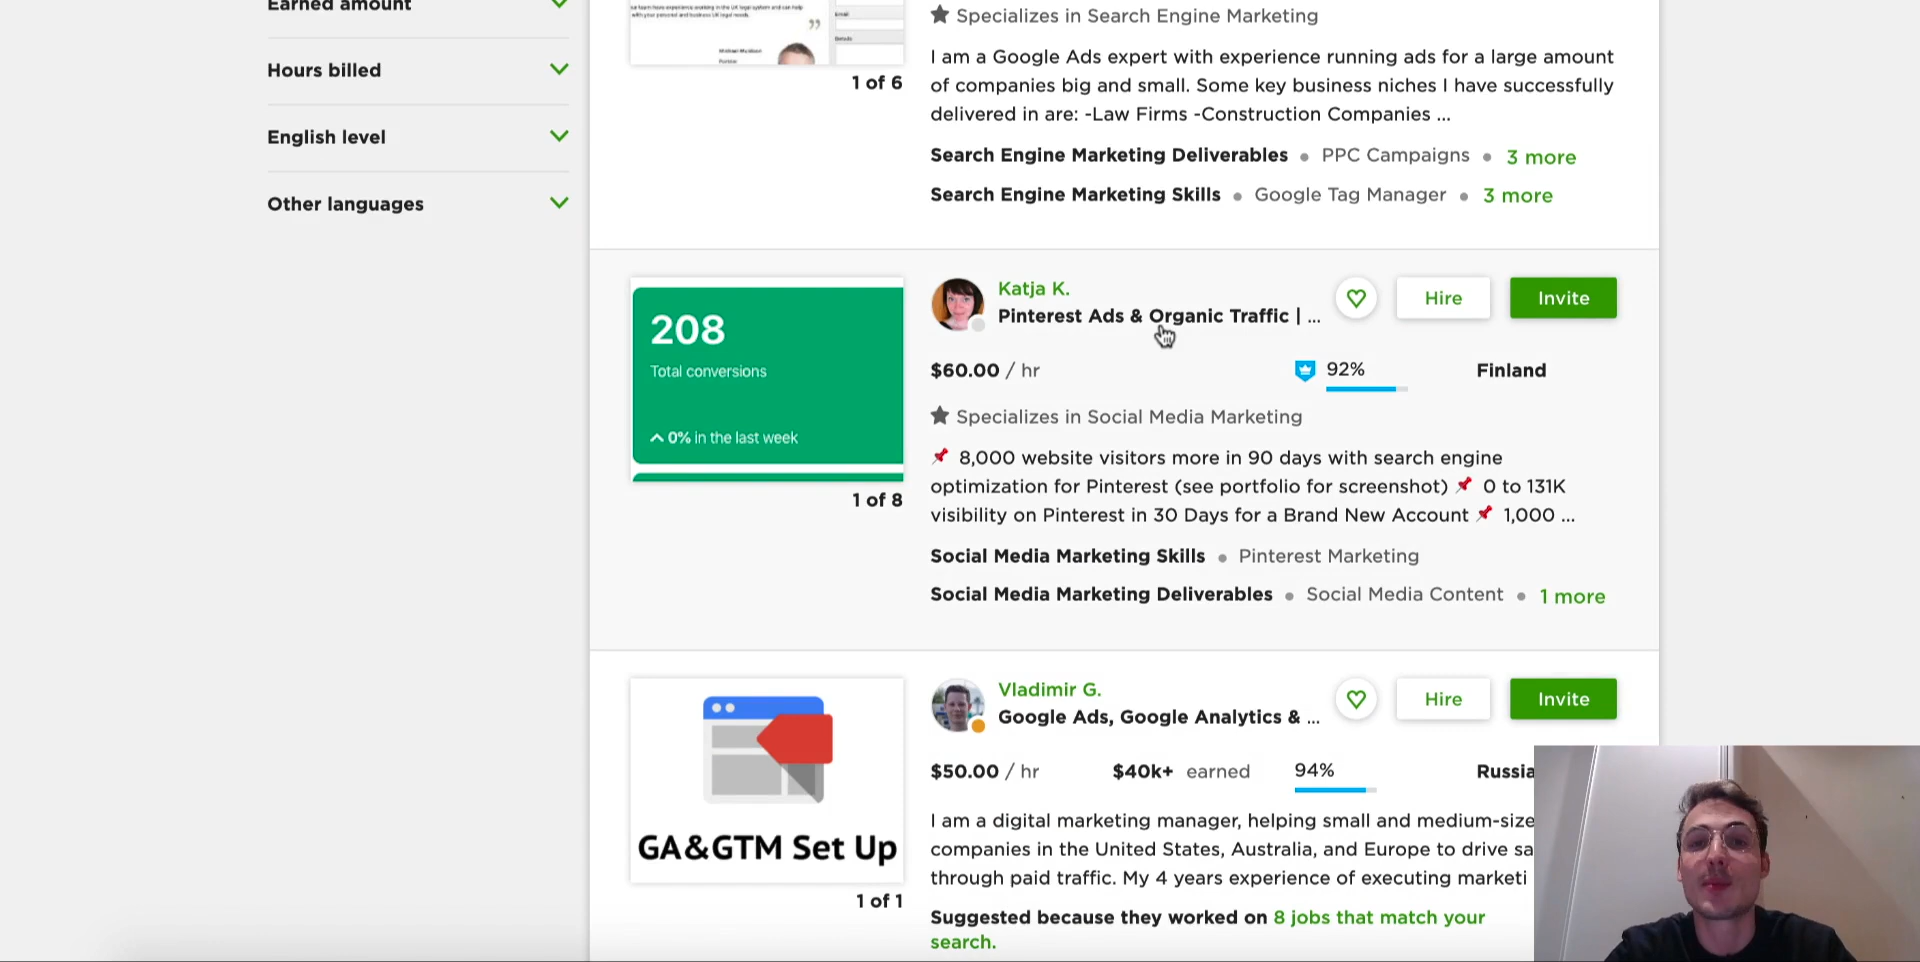 Earned amount
Hours billed
English level
Other languages
Email
Details
1 of 6
Specializes in Search Engine Marketing
I am a Google Ads expert with experience running ads for a large amount
of companies big and small. Some key business niches I have successfully
delivered in are: -Law Firms -Construction Companies ...
Search Engine Marketing Deliverables • PPC Campaigns • 3 more
Search Engine Marketing Skills • Google Tag Manager • 3 more
208
Total conversions
0% in the last week
1 of 8
Katja K.
Pinterest Ads & Organic Traffic | ...
Hire
Invite
$60.00 / hr
92%
Finland
Specializes in Social Media Marketing
8,000 website visitors more in 90 days with search engine
optimization for Pinterest (see portfolio for screenshot) 0 to 131K
visibility on Pinterest in 30 Days for a Brand New Account 1,000 ...
Social Media Marketing Skills • Pinterest Marketing
Social Media Marketing Deliverables • Social Media Content • 1 more
GA&GTM Set Up
1 of 1
Vladimir G.
Google Ads, Google Analytics & ...
Hire
Invite
$50.00 / hr
$40k+ earned
94%
Russia
I am a digital marketing manager, helping small and medium-size
companies in the United States, Australia, and Europe to drive sa
through paid traffic. My 4 years experience of executing marketi
Suggested because they worked on 8 jobs that match your
search.